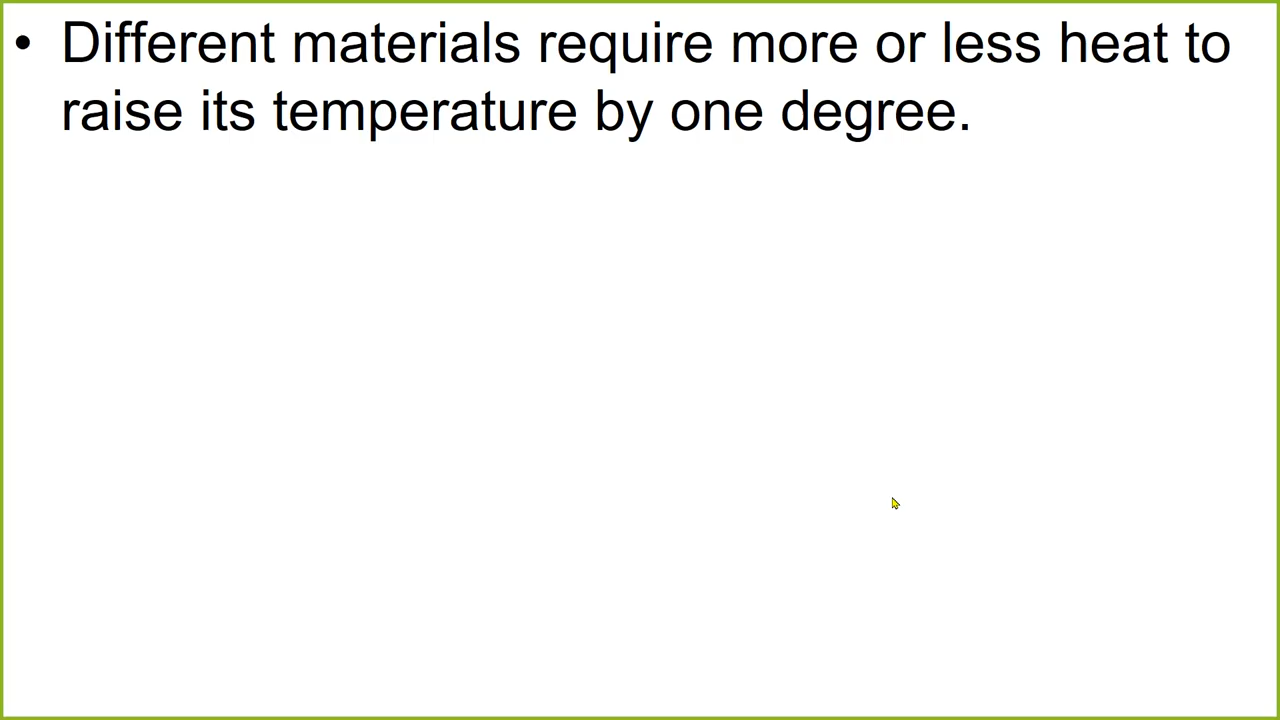 • Different materials require more or less heat to
raise its temperature by one degree.